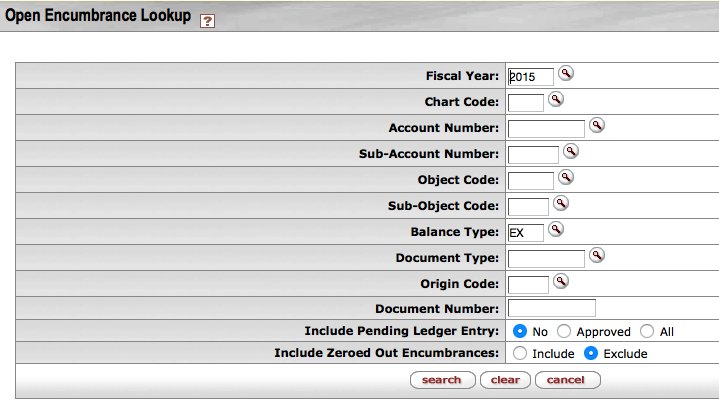 Open Encumbrance Lookup ?
Fiscal Year: 2015
Chart Code:
Account Number:
Sub-Account Number:
Object Code:
Sub-Object Code:
Balance Type: EX
Document Type:
Origin Code:
Document Number:
Include Pending Ledger Entry: No Approved All
Include Zeroed Out Encumbrances: Include Exclude
search clear cancel